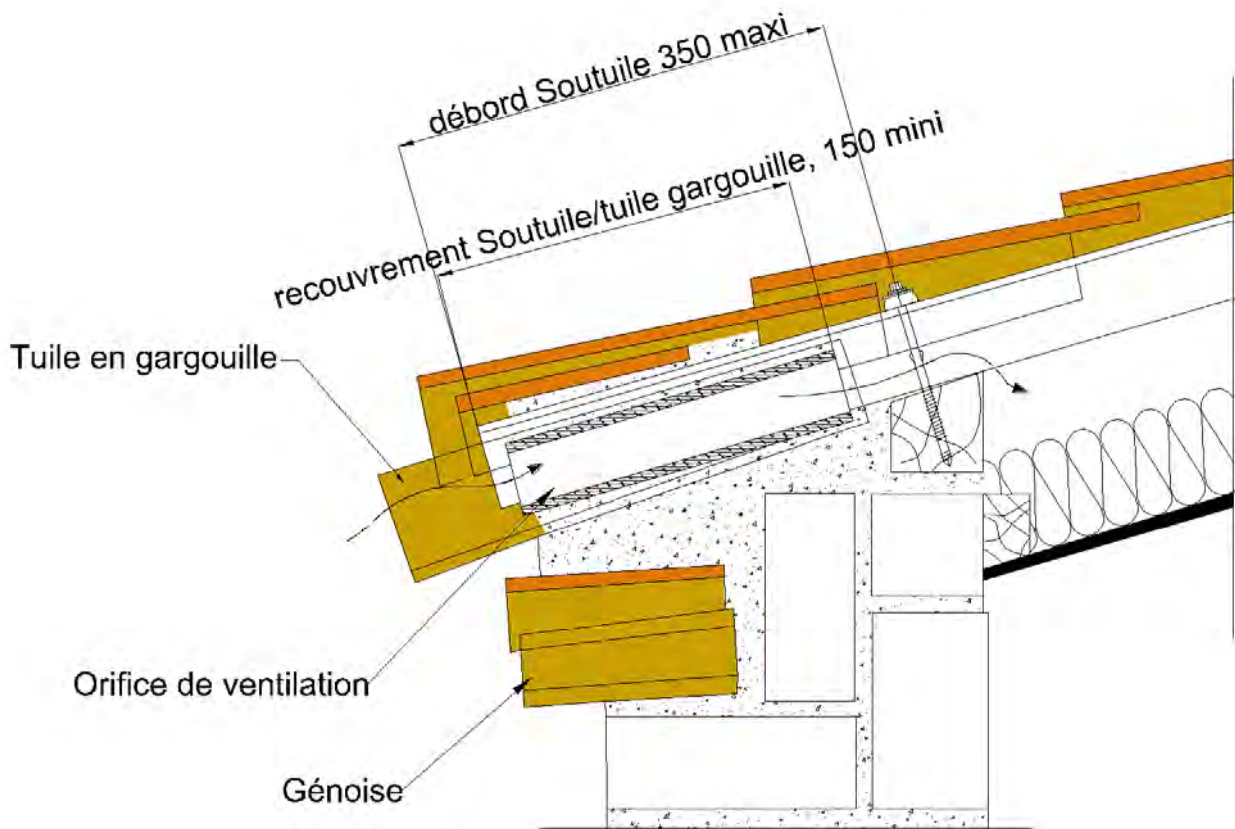 débord Soutuile 350 maxi
recouvrement Soutuile/tuile gargouille, 150 mini
Tuile en gargouille
Orifice de ventilation
Génoise